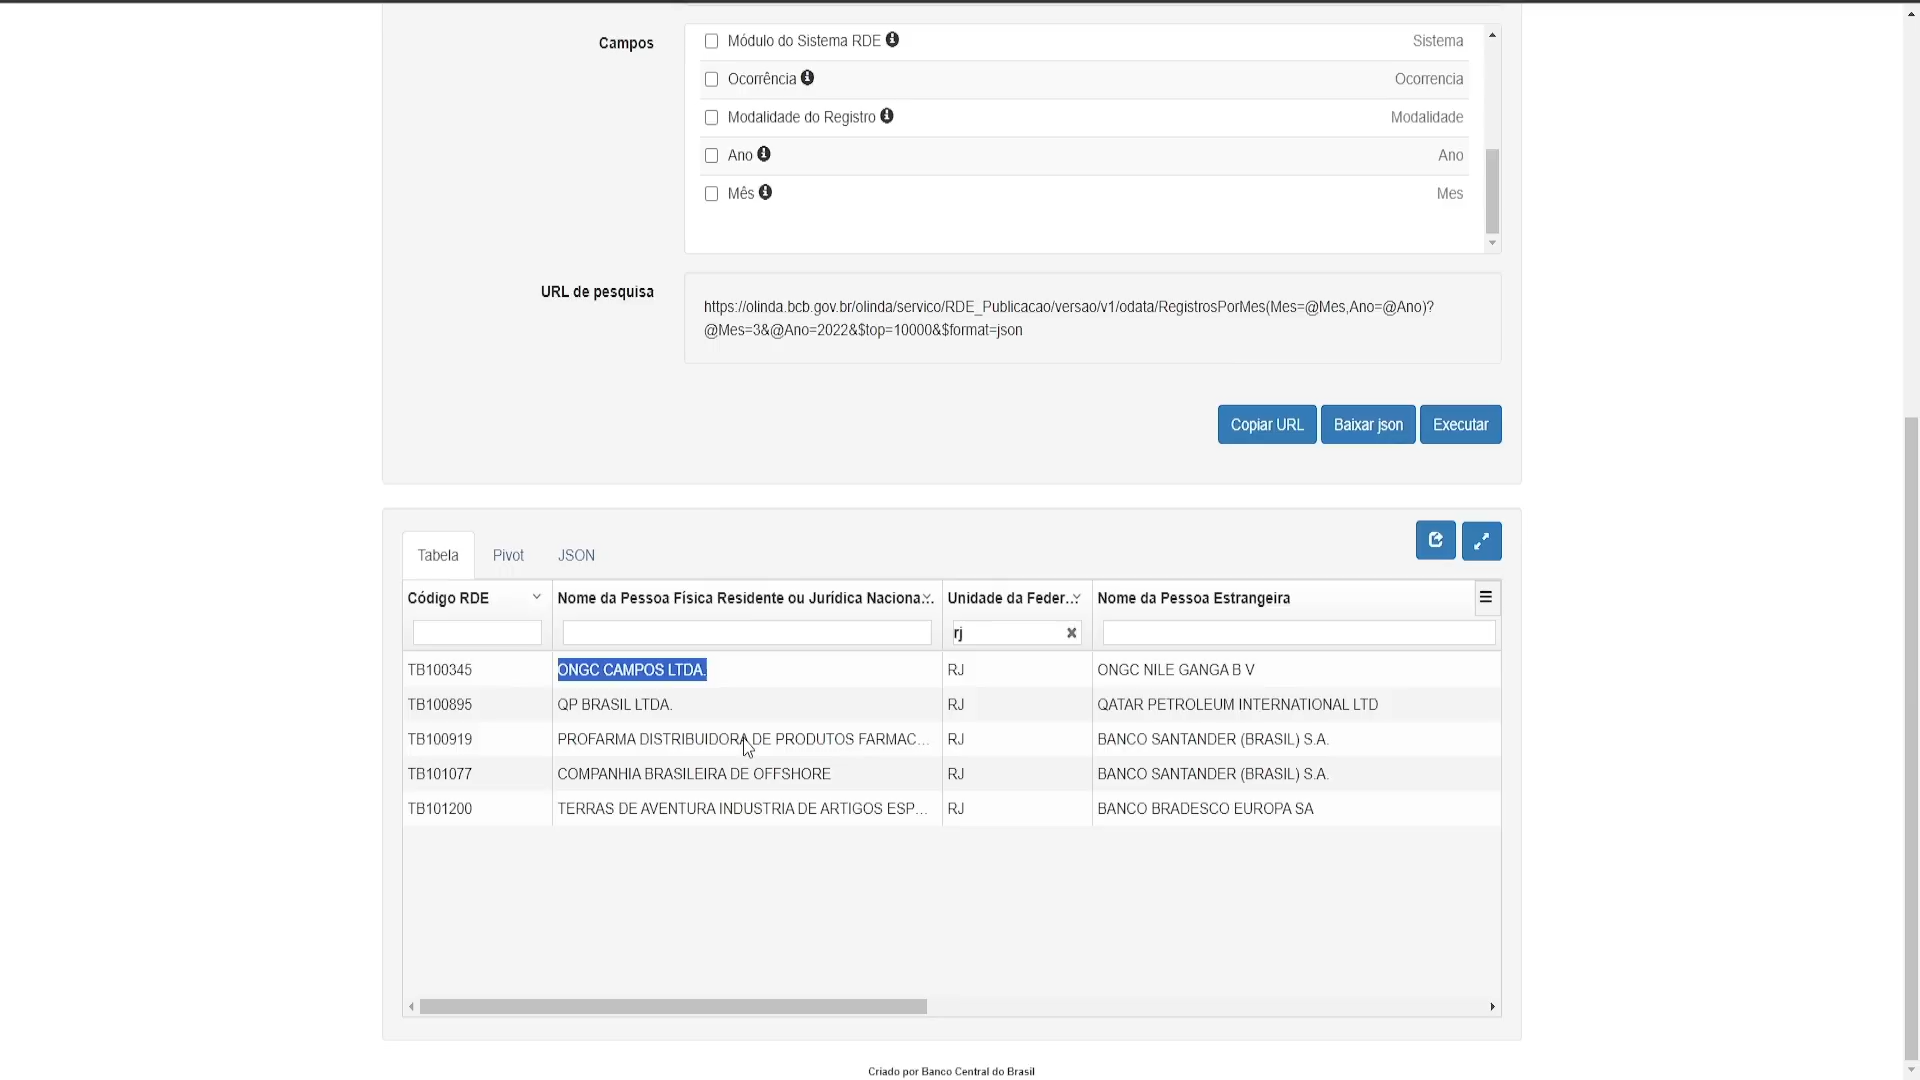 Campos
Módulo do Sistema RDE Sistema
Ocorrência Ocorrencia
Modalidade do Registro Modalidade
Ano Ano
Mês Mes
URL de pesquisa
https://olinda.bcb.gov.br/olinda/servico/RDE_Publicacao/versao/v1/odata/RegistrosPorMes(Mes=@Mes,Ano=@Ano)?
@Mes=3&@Ano=2022&$top=10000&$format=json
Copiar URL Baixar json Executar
Tabela Pivot JSON
Código RDE Nome da Pessoa Física Residente ou Jurídica Naciona... Unidade da Feder... Nome da Pessoa Estrangeira
rj
TB100345 ONGC CAMPOS LTDA. RJ ONGC NILE GANGA B V
TB100895 QP BRASIL LTDA. RJ QATAR PETROLEUM INTERNATIONAL LTD
TB100919 PROFARMA DISTRIBUIDORA DE PRODUTOS FARMAC... RJ BANCO SANTANDER (BRASIL) S.A.
TB101077 COMPANHIA BRASILEIRA DE OFFSHORE RJ BANCO SANTANDER (BRASIL) S.A.
TB101200 TERRAS DE AVENTURA INDUSTRIA DE ARTIGOS ESP... RJ BANCO BRADESCO EUROPA SA
Criado por Banco Central do Brasil